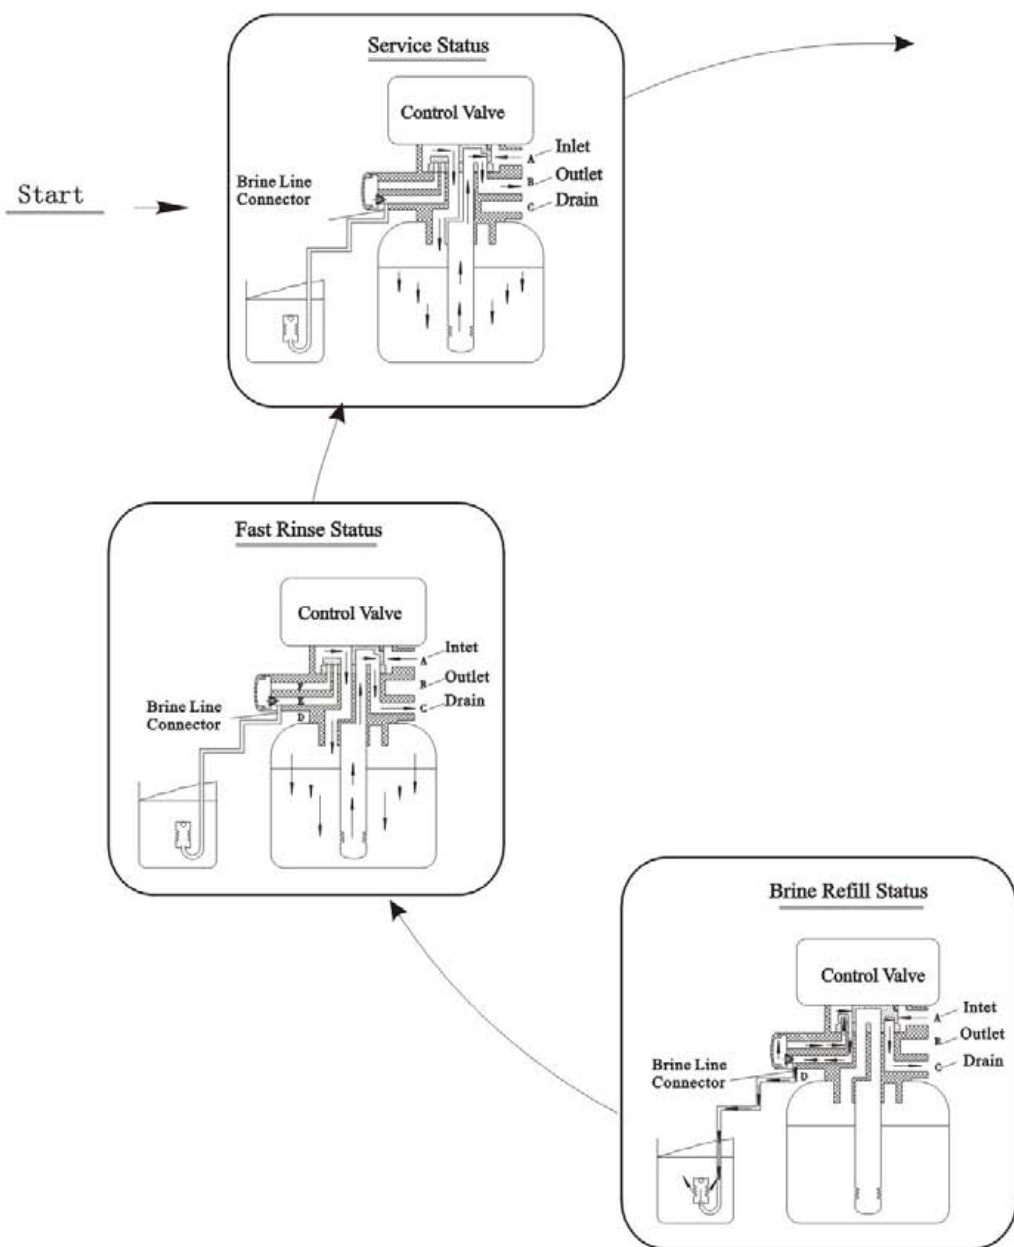 Service Status
Control Valve
A Inlet
B Outlet
C Drain
Brine Line
Connector
Start
Fast Rinse Status
Control Valve
A Intet
B Outlet
C Drain
F
E
D
Brine Line
Connector
Brine Refill Status
Control Valve
A Intet
B Outlet
C Drain
D
Brine Line
Connector